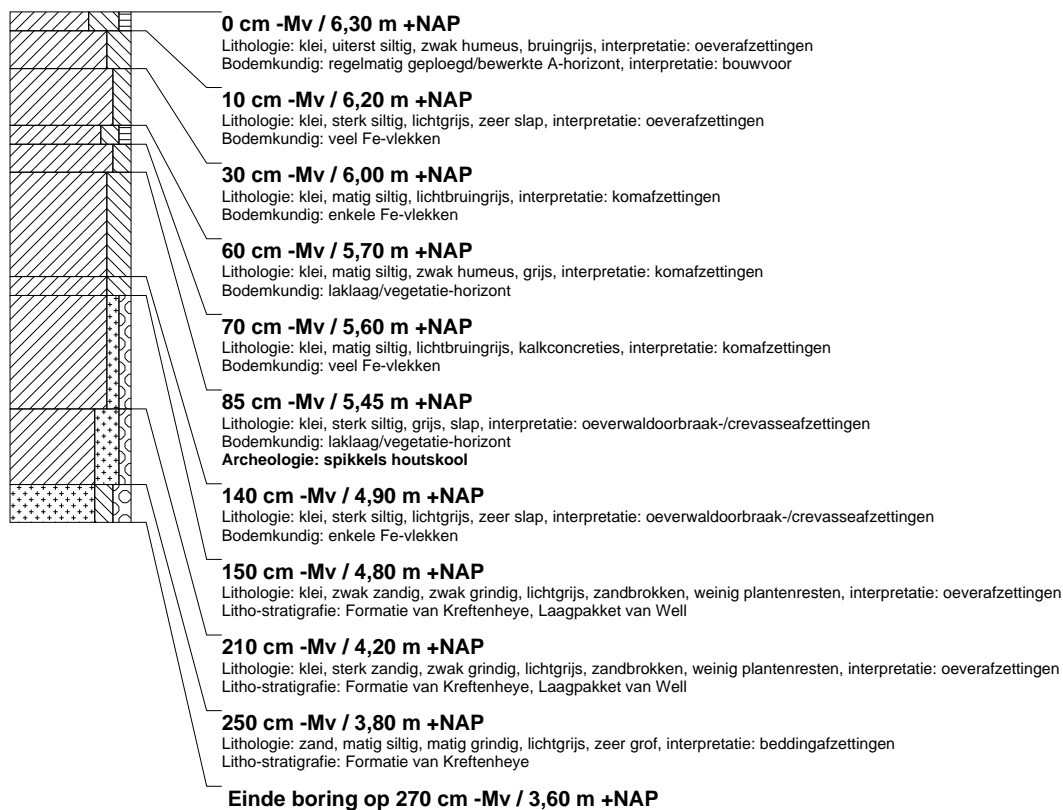 0 cm -Mv / 6,30 m +NAP
Lithologie: klei, uiterst siltig, zwak humeus, bruingrijs, interpretatie: oeverafzettingen
Bodemkundig: regelmatig geploegd/bewerkte A-horizont, interpretatie: bouwvoor
10 cm -Mv / 6,20 m +NAP
Lithologie: klei, sterk siltig, lichtgrijs, zeer slap, interpretatie: oeverafzettingen
Bodemkundig: veel Fe-vlekken
30 cm -Mv / 6,00 m +NAP
Lithologie: klei, matig siltig, lichtbruingrijs, interpretatie: komafzettingen
Bodemkundig: enkele Fe-vlekken
60 cm -Mv / 5,70 m +NAP
Lithologie: klei, matig siltig, zwak humeus, grijs, interpretatie: komafzettingen
Bodemkundig: laklaag/vegetatie-horizont
70 cm -Mv / 5,60 m +NAP
Lithologie: klei, matig siltig, lichtbruingrijs, kalkconcreties, interpretatie: komafzettingen
Bodemkundig: veel Fe-vlekken
85 cm -Mv / 5,45 m +NAP
Lithologie: klei, sterk siltig, grijs, slap, interpretatie: oeverwaldoorbraak-/crevasseafzettingen
Bodemkundig: laklaag/vegetatie-horizont
Archeologie: spikkels houtskool
140 cm -Mv / 4,90 m +NAP
Lithologie: klei, sterk siltig, lichtgrijs, zeer slap, interpretatie: oeverwaldoorbraak-/crevasseafzettingen
Bodemkundig: enkele Fe-vlekken
150 cm -Mv / 4,80 m +NAP
Lithologie: klei, zwak zandig, zwak grindig, lichtgrijs, zandbrokken, weinig plantenresten, interpretatie: oeverafzettingen
Litho-stratigrafie: Formatie van Kreftenheye, Laagpakket van Well
210 cm -Mv / 4,20 m +NAP
Lithologie: klei, sterk zandig, zwak grindig, lichtgrijs, zandbrokken, weinig plantenresten, interpretatie: oeverafzettingen
Litho-stratigrafie: Formatie van Kreftenheye, Laagpakket van Well
250 cm -Mv / 3,80 m +NAP
Lithologie: zand, matig siltig, matig grindig, lichtgrijs, zeer grof, interpretatie: beddingafzettingen
Litho-stratigrafie: Formatie van Kreftenheye
Einde boring op 270 cm -Mv / 3,60 m +NAP